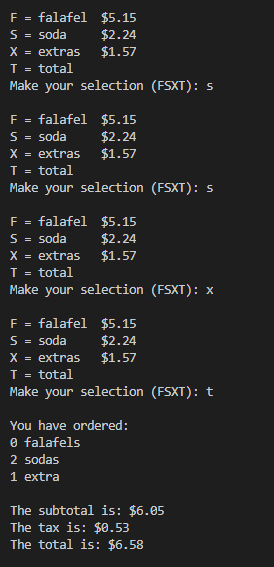 F = falafel  $5.15
S = soda     $2.24
X = extras   $1.57
T = total
Make your selection (FSXT): s
F = falafel  $5.15
S = soda     $2.24
X = extras   $1.57
T = total
Make your selection (FSXT): s
F = falafel  $5.15
S = soda     $2.24
X = extras   $1.57
T = total
Make your selection (FSXT): x
F = falafel  $5.15
S = soda     $2.24
X = extras   $1.57
T = total
Make your selection (FSXT): t
You have ordered:
0 falafels
2 sodas
1 extra
The subtotal is: $6.05
The tax is: $0.53
The total is: $6.58